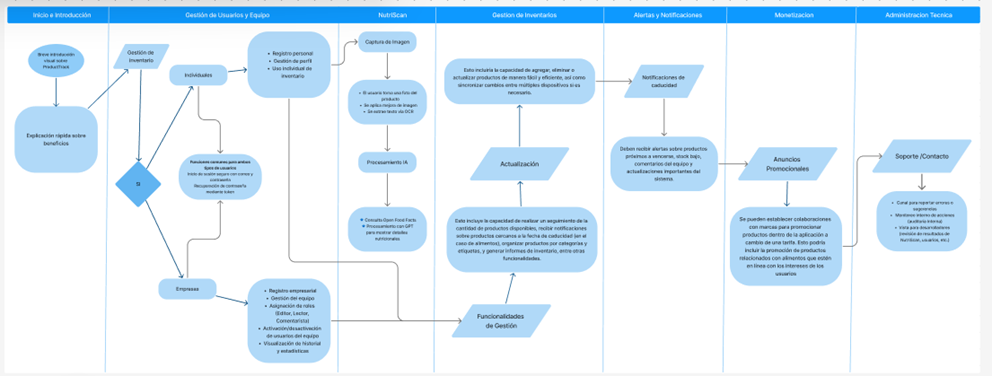 Inicio e Introducción
Gestión de Usuarios y Equipo
NutriScan
Gestion de Inventarios
Alertas y Notificaciones
Monetizacion
Administracion Tecnica
Breve introducción
visual sobre
ProductTrack
Explicación rápida sobre
beneficios
Gestión de
Inventario
SI
Individuales
• Registro personal
• Gestión de perfil
• Uso individual de
inventario
Funciones comunes para ambos
tipos de usuario
Inicio de sesión seguro con correo y
contraseña
Recuperación de contraseña
mediante token
Empresas
• Registro empresarial
• Gestión del equipo
• Asignación de roles
(Editor, Lector,
Comentarista)
• Activación/desactivación
de usuarios del equipo
• Visualización de historial
y estadísticas
Captura de Imagen
• El usuario toma una foto del
producto
• Se aplica mejora de imagen
• Se extrae texto vía OCR
Procesamiento IA
Consulta Open Food Facts
Procesamiento con GPT
para mostrar detalles
nutricionales
Esto incluiría la capacidad de agregar, eliminar o
actualizar productos de manera fácil y eficiente, así como
sincronizar cambios entre múltiples dispositivos si es
necesario.
Actualización
Esto incluye la capacidad de realizar un seguimiento de la
cantidad de productos disponibles, recibir notificaciones
sobre productos cercanos a la fecha de caducidad (en el
caso de alimentos), organizar productos por categorías y
etiquetas, y generar informes de inventario, entre otras
funcionalidades.
Funcionalidades
de Gestión
Notificaciones de
caducidad
Deben recibir alertas sobre productos
próximos a vencerse, stock bajo,
comentarios del equipo y
actualizaciones importantes del
sistema.
Anuncios
Promocionales
Se pueden establecer colaboraciones
con marcas para promocionar
productos dentro de la aplicación a
cambio de una tarifa. Esto podría
incluir la promoción de productos
relacionados con alimentos que estén
en línea con los intereses de los
usuarios.
Soporte /Contacto
• Canal para reportar errores o
sugerencias.
• Monitoreo interno de acciones
(auditoría interna)
• Vista para desarrolladores
(revisión de resultados de
NutriScan, usuarios, etc.)